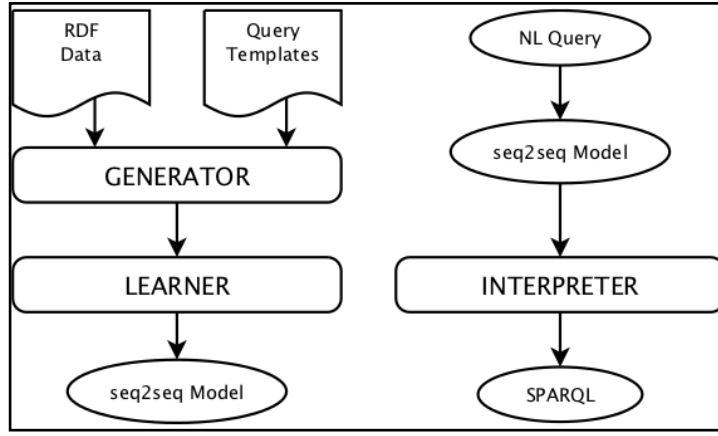 RDF
Data
Query
Templates
GENERATOR
LEARNER
seq2seq Model
NL Query
seq2seq Model
INTERPRETER
SPARQL